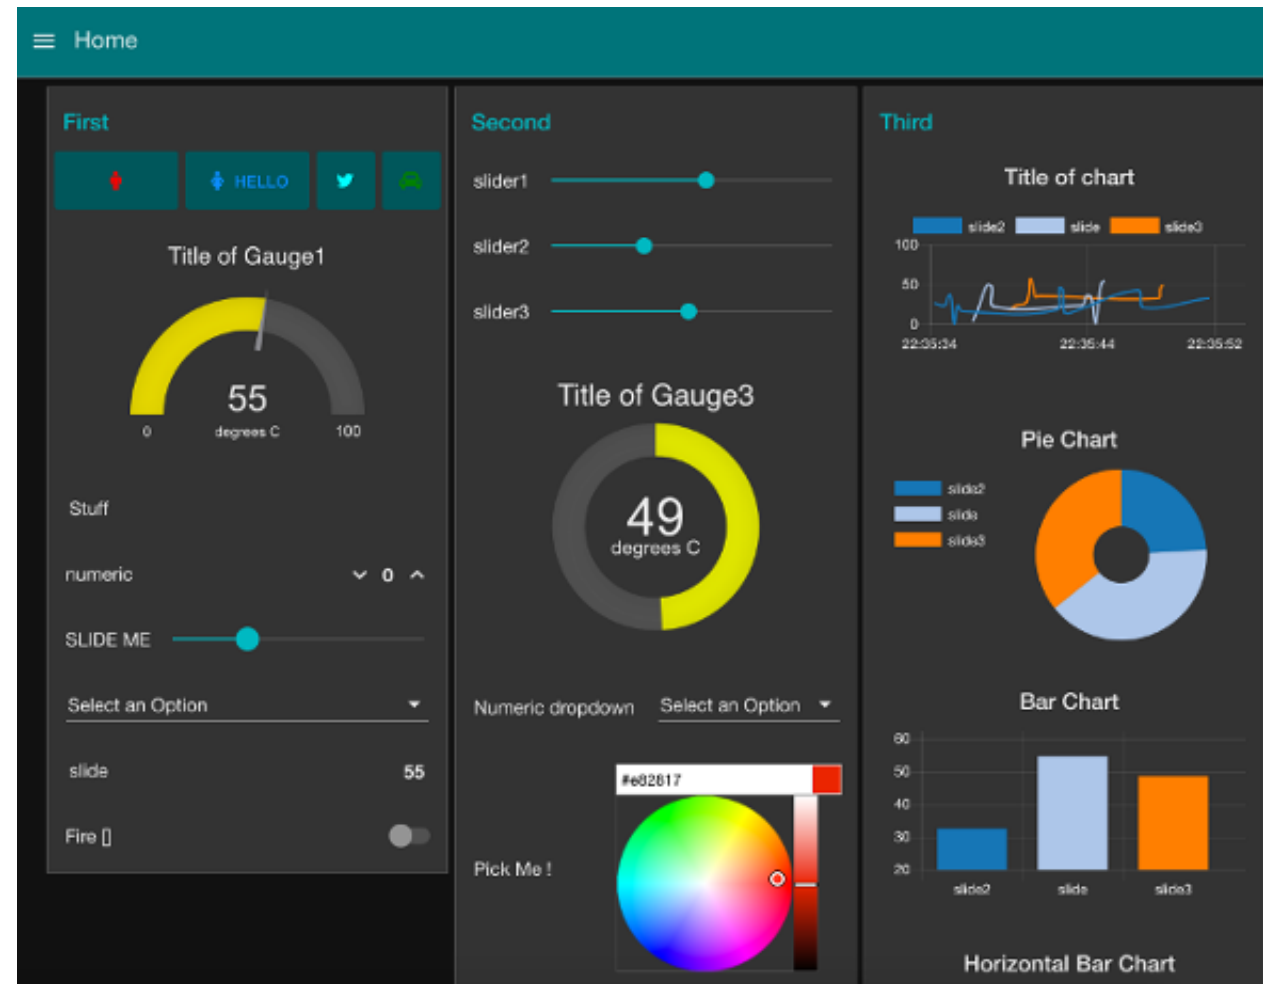 Home
First
HELLO
Title of Gauge1
55
degrees C
0
100
Stuff
numeric
0
SLIDE ME
Select an Option
slide
55
Fire []
Second
slider1
slider2
slider3
Title of Gauge3
49
degrees C
Numeric dropdown
Select an Option
#e82817
Pick Me !
Third
Title of chart
slide2 slide slide3
100
50
0
22:35:34 22:35:44 22:35:52
Pie Chart
slide2
slide
slide3
Bar Chart
60
50
40
30
20
slide2 slide slide3
Horizontal Bar Chart